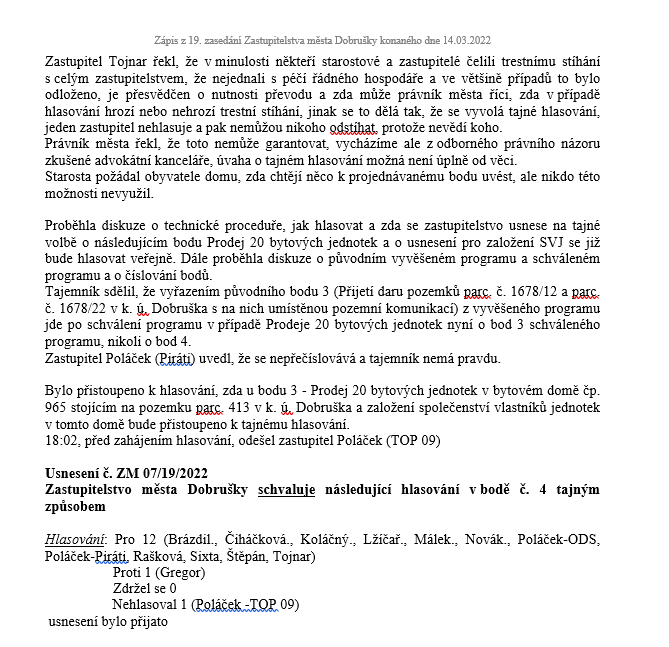 Zápis z 19. zasedání Zastupitelstva města Dobrušky konaného dne 14.03.2022
Zastupitel Tojnar řekl, že v minulosti někteří starostové a zastupitelé čelili trestnímu stíhání
s celým zastupitelstvem, že nejednali s péčí řádného hospodáře a ve většině případů to bylo
odloženo, je přesvědčen o nutnosti převodu a zda může právník města říci, zda v případě
hlasování hrozí nebo nehrozí trestní stíhání, jinak se to dělá tak, že se vyvolá tajné hlasování,
jeden zastupitel nehlasuje a pak nemůžou nikoho odstíhat, protože nevědí koho.
Právník města řekl, že toto nemůže garantovat, vycházíme ale z odborného právního názoru
zkušené advokátní kanceláře, úvaha o tajném hlasování možná není úplně od věci.
Starosta požádal obyvatele domu, zda chtějí něco k projednávanému bodu uvést, ale nikdo této
možnosti nevyužil.
Proběhla diskuze o technické proceduře, jak hlasovat a zda se zastupitelstvo usnese na tajné
volbě o následujícím bodu Prodej 20 bytových jednotek a o usnesení pro založení SVJ se již
bude hlasovat veřejně. Dále proběhla diskuze o původním vyvěšeném programu a schváleném
programu a o číslování bodů.
Tajemník sdělil, že vyřazením původního bodu 3 (Přijetí daru pozemků parc. č. 1678/12 a parc.
č. 1678/22 v k. ú. Dobruška s na nich umístěnou pozemní komunikací) z vyvěšeného programu
jde po schválení programu v případě Prodeje 20 bytových jednotek nyní o bod 3 schváleného
programu, nikoli o bod 4.
Zastupitel Poláček (Piráti) uvedl, že se nepřečíslovává a tajemník nemá pravdu.
Bylo přistoupeno k hlasování, zda u bodu 3 - Prodej 20 bytových jednotek v bytovém domě čp.
965 stojícím na pozemku parc. 413 v k. ú. Dobruška a založení společenství vlastníků jednotek
v tomto domě bude přistoupeno k tajnému hlasování.
18:02, před zahájením hlasování, odešel zastupitel Poláček (TOP 09)
Usnesení č. ZM 07/19/2022
Zastupitelstvo města Dobrušky schvaluje následující hlasování v bodě č. 4 tajným
způsobem
Hlasování: Pro 12 (Brázdil., Čiháčková., Koláčný., Lžíčař., Málek., Novák., Poláček-ODS,
Poláček-Piráti, Rašková, Sixta, Štěpán, Tojnar)
Proti 1 (Gregor)
Zdržel se 0
Nehlasoval 1 (Poláček -TOP 09)
usnesení bylo přijato